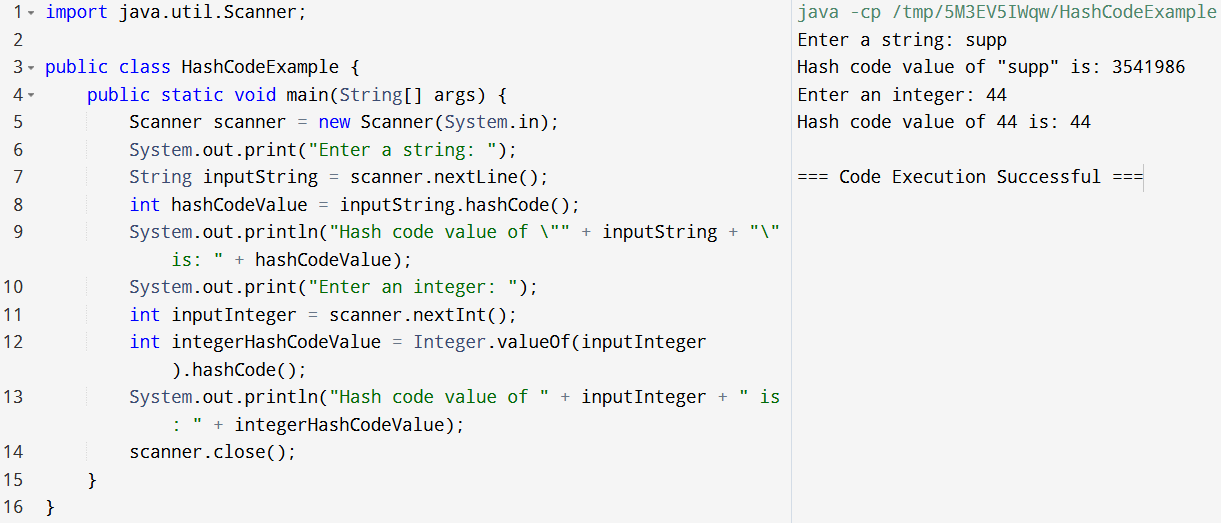 1 import java.util.Scanner;
2
3 public class HashCodeExample {
4 public static void main(String[] args) {
5 Scanner scanner = new Scanner(System.in);
6 System.out.print("Enter a string: ");
7 String inputString = scanner.nextLine();
8 int hashCodeValue = inputString.hashCode();
9 System.out.println("Hash code value of \"" + inputString + "\"
is: " + hashCodeValue);
10 System.out.print("Enter an integer: ");
11 int inputInteger = scanner.nextInt();
12 int integerHashCodeValue = Integer.valueOf(inputInteger
).hashCode();
13 System.out.println("Hash code value of " + inputInteger + " is
: " + integerHashCodeValue);
14 scanner.close();
15 }
16 }
java -cp /tmp/5M3EV5IWqw/HashCodeExample
Enter a string: supp
Hash code value of "supp" is: 3541986
Enter an integer: 44
Hash code value of 44 is: 44
=== Code Execution Successful ===